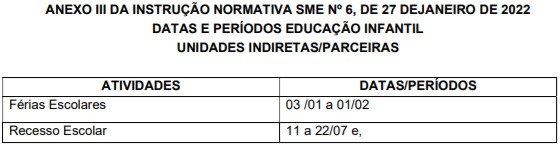 ANEXO III DA INSTRUÇÃO NORMATIVA SME Nº 6, DE 27 DEJANEIRO DE 2022
DATAS E PERÍODOS EDUCAÇÃO INFANTIL
UNIDADES INDIRETAS/PARCEIRAS
ATIVIDADES DATAS/PERÍODOS
Férias Escolares 03 /01 a 01/02
Recesso Escolar 11 a 22/07 e,